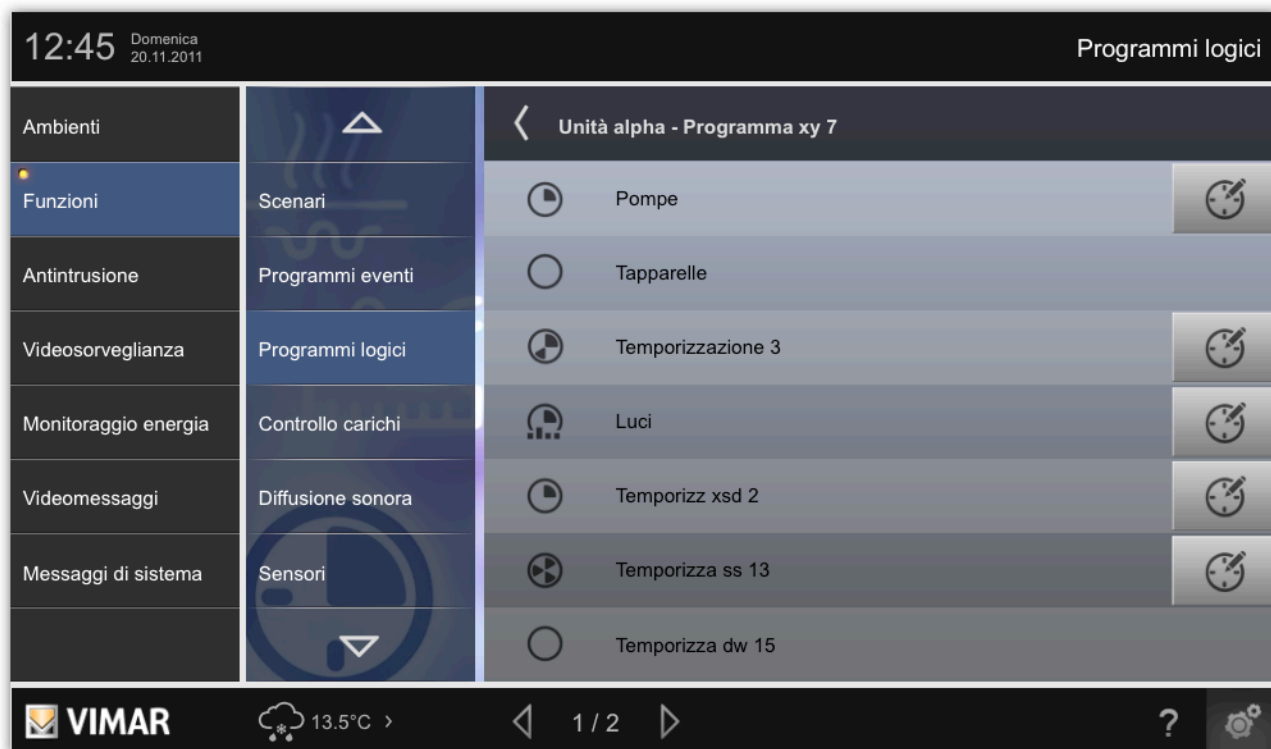 12:45 Domenica
20.11.2011
Programmi logici
Ambienti
Funzioni
Antintrusione
Videosorveglianza
Monitoraggio energia
Videomessaggi
Messaggi di sistema
Scenari
Programmi eventi
Programmi logici
Controllo carichi
Diffusione sonora
Sensori
Unità alpha - Programma xy 7
Pompe
Tapparelle
Temporizzazione 3
Luci
Temporizz xsd 2
Temporizza ss 13
Temporizza dw 15
VIMAR
13.5°C >
1 / 2
?